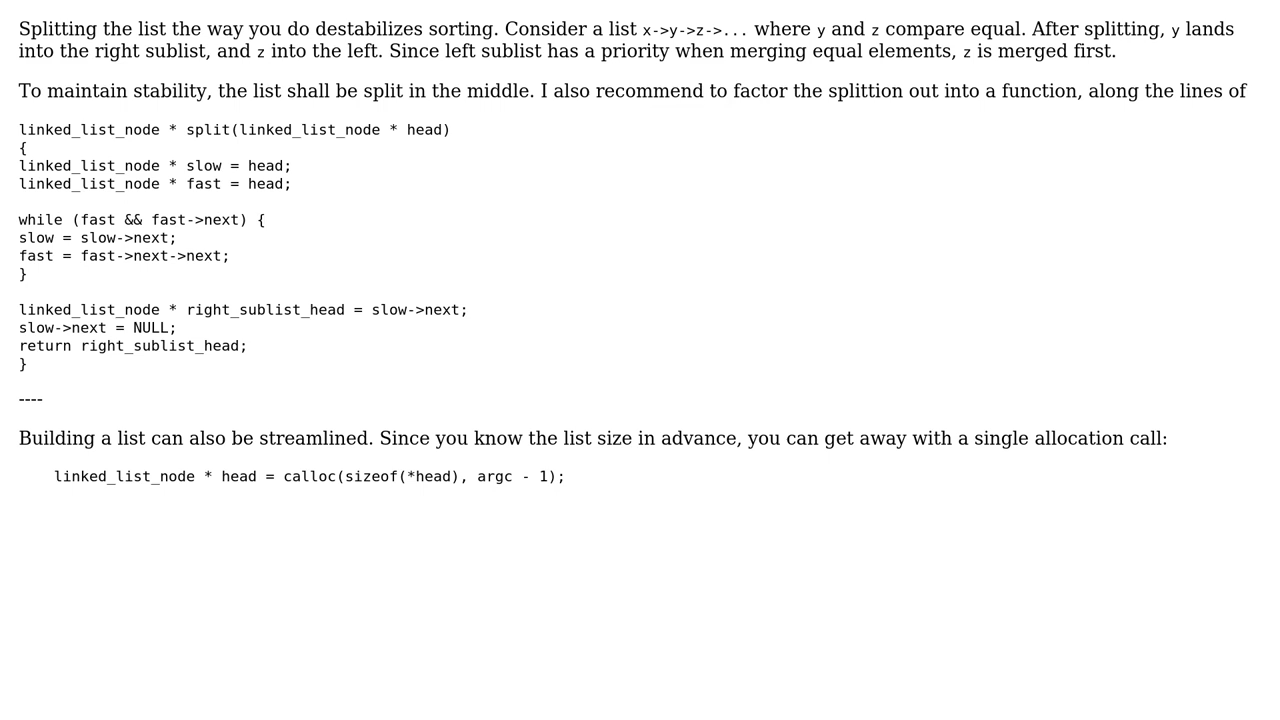 Splitting the list the way you do destabilizes sorting. Consider a list x->y->z->... where y and z compare equal. After splitting, y lands
into the right sublist, and z into the left. Since left sublist has a priority when merging equal elements, z is merged first.
To maintain stability, the list shall be split in the middle. I also recommend to factor the splittion out into a function, along the lines of
linked_list_node * split(linked_list_node * head)
{
linked_list_node * slow = head;
linked_list_node * fast = head;
while (fast && fast->next) {
slow = slow->next;
fast = fast->next->next;
}
linked_list_node * right_sublist_head = slow->next;
slow->next = NULL;
return right_sublist_head;
}
----
Building a list can also be streamlined. Since you know the list size in advance, you can get away with a single allocation call:
linked_list_node * head = calloc(sizeof(*head), argc - 1);